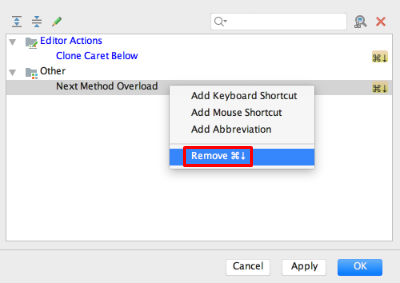 Editor Actions
Clone Caret Below ⌘↓
Other
Next Method Overload ⌘↓
Add Keyboard Shortcut
Add Mouse Shortcut
Add Abbreviation
Remove ⌘↓
Cancel Apply OK